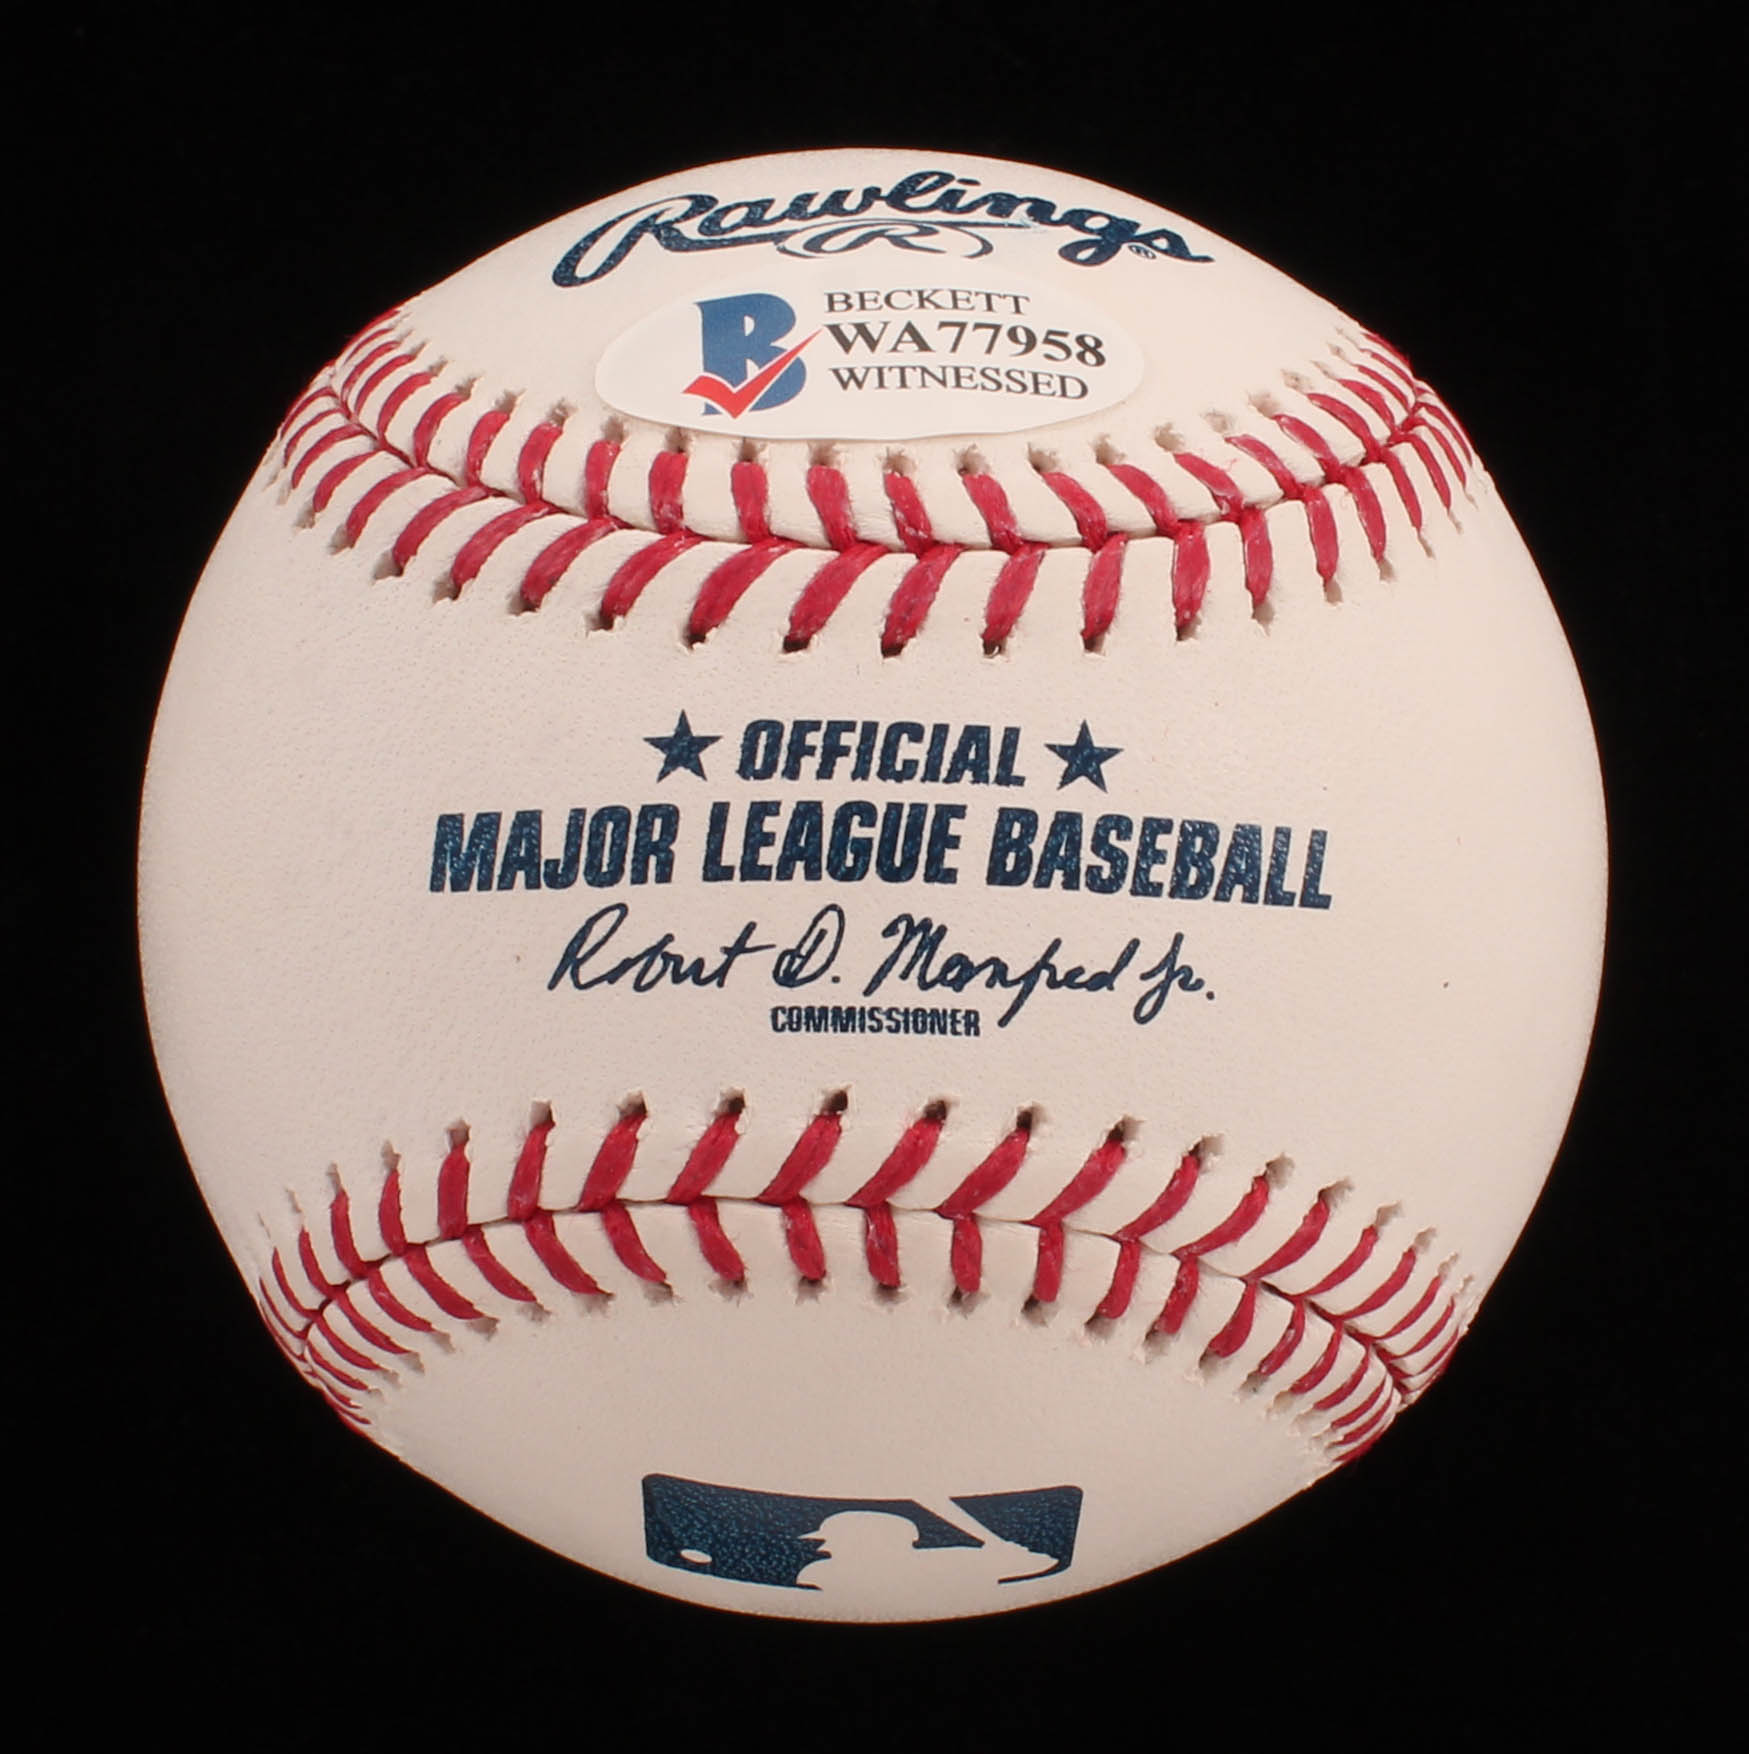 Rawlings
R
BECKETT
WA77958
WITNESSED
★ OFFICIAL ★
MAJOR LEAGUE BASEBALL
Robert D. Manfred Jr.
COMMISSIONER